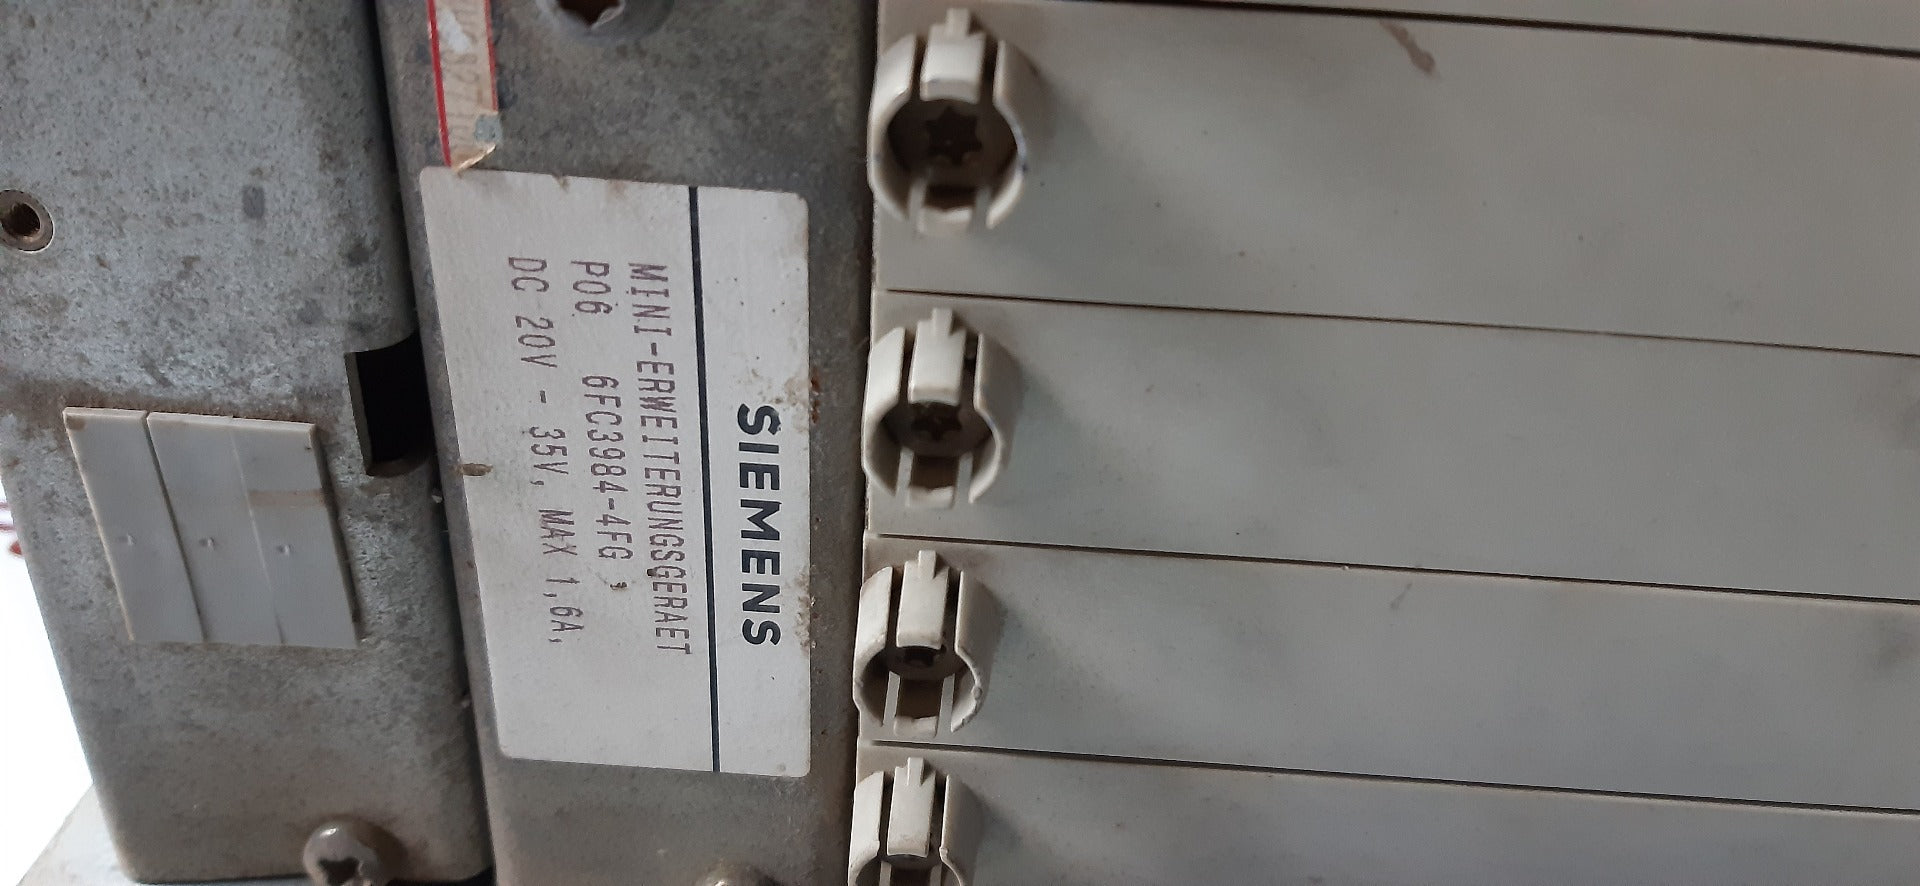 SIEMENS
MINI-ERWEITERUNGSGERAET
P06 6FC3984-4FG,
DC 20V - 35V, MAX 1,6A,